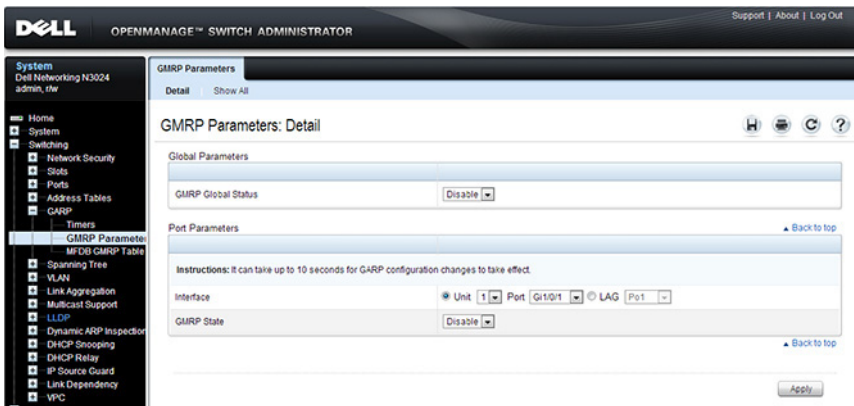 Support | About | Log Out
DELL OPENMANAGE™ SWITCH ADMINISTRATOR
System
Dell Networking N3024
admin, r/w
Home
System
Switching
Network Security
Slots
Ports
Address Tables
GARP
Timers
GMRP Paramete
MFDB GMRP Table
Spanning Tree
VLAN
Link Aggregation
Multicast Support
LLDP
Dynamic ARP Inspection
DHCP Snooping
DHCP Relay
IP Source Guard
Link Dependency
VPC
GMRP Parameters
Detail Show All
GMRP Parameters: Detail
Global Parameters
GMRP Global Status Disable
Port Parameters Back to top
Instructions: It can take up to 10 seconds for GARP configuration changes to take effect.
Interface Unit 1 Port Gi1/0/1 LAG Po1
GMRP State Disable
Back to top
Apply